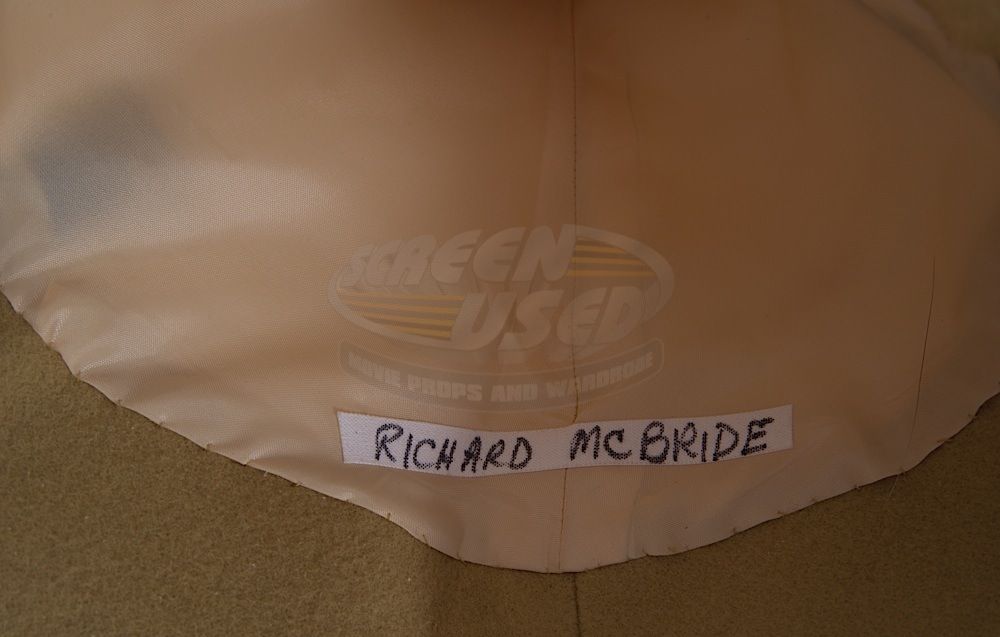 SCREEN
USED
MOVIE PROPS AND WARDROBE
RICHARD MCBRIDE